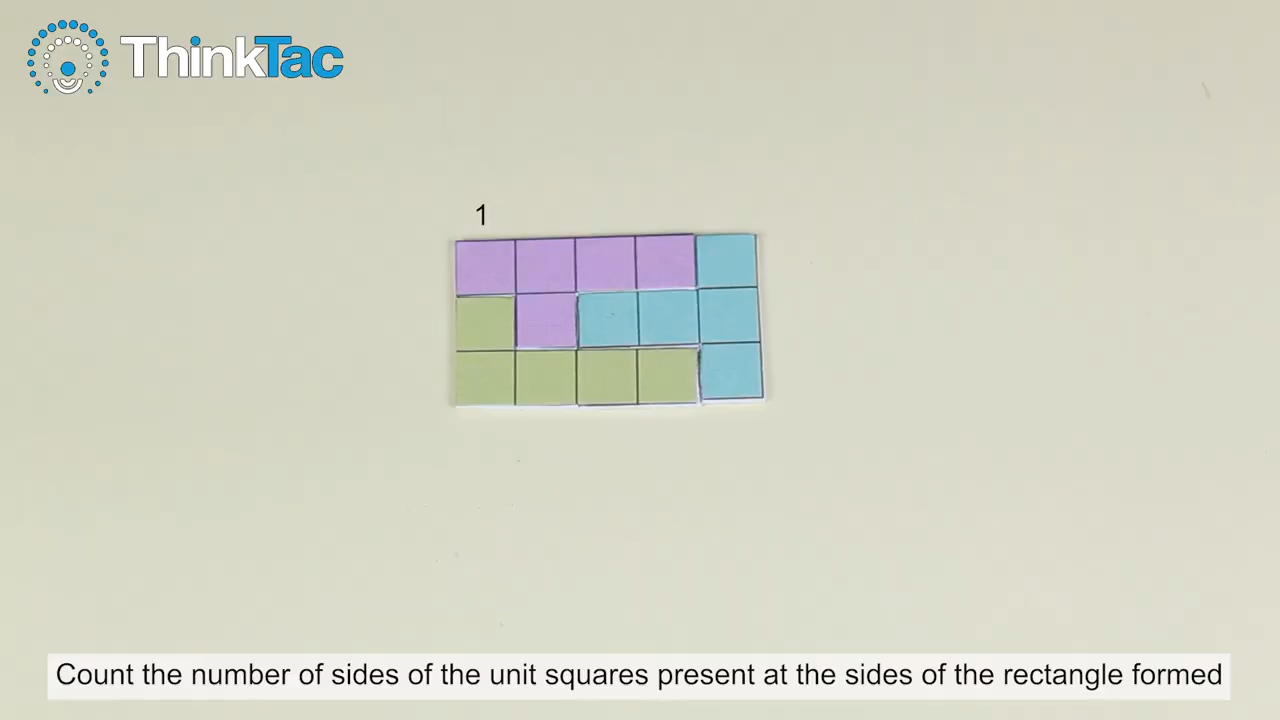 ThinkTac
1
Count the number of sides of the unit squares present at the sides of the rectangle formed